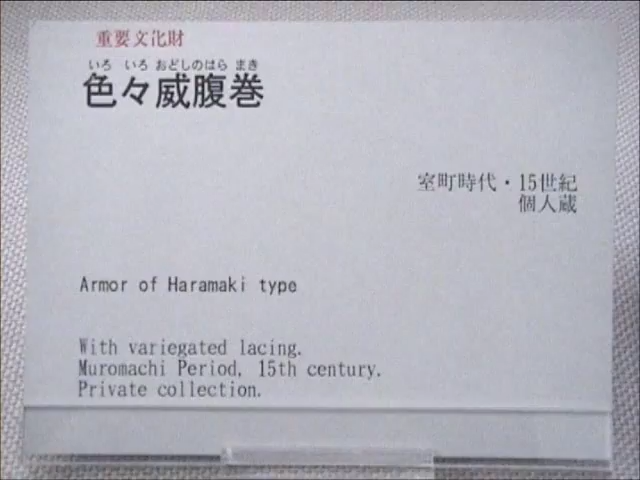 重要文化財
いろ いろ おどしのはら まき
色々威腹巻
室町時代・15世紀
個人蔵
Armor of Haramaki type
With variegated lacing.
Muromachi Period, 15th century.
Private collection.